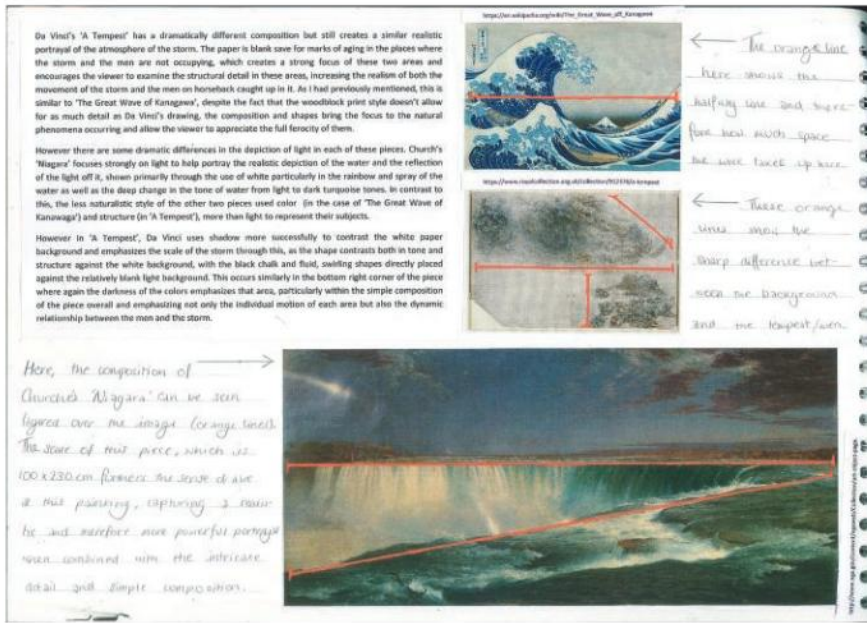 Da Vinci's 'A Tempest' has a dramatically different composition but still creates a similar realistic
portrayal of the atmosphere of the storm. The paper is blank save for marks of aging in the places where
the storm and the men are not occupying, which creates a strong focus of these two areas and
encourages the viewer to examine the structural detail in these areas, increasing the realism of both the
movement of the storm and the men on horseback caught up in it. As I had previously mentioned, this is
similar to 'The Great Wave of Kanagawa', despite the fact that the woodblock print style doesn't allow
for as much detail as Da Vinci's drawing, the composition and shapes bring the focus to the natural
phenomena occurring and allow the viewer to appreciate the full ferocity of them.
However there are some dramatic differences in the depiction of light in each of these pieces. Church's
'Niagara' focuses strongly on light to help portray the realistic depiction of the water and the reflection
of the light off it, shown primarily through the use of white particularly in the rainbow and spray of the
water as well as the deep change in the tone of water from light to dark turquoise tones. In contrast to
this, the less naturalistic style of the other two pieces used color (in the case of 'The Great Wave of
Kanawaga') and structure (in 'A Tempest'), more than light to represent their subjects.
However In 'A Tempest', Da Vinci uses shadow more successfully to contrast the white paper
background and emphasizes the scale of the storm through this, as the shape contrasts both in tone and
structure against the white background, with the black chalk and fluid, swirling shapes directly placed
against the relatively blank light background. This occurs similarly in the bottom right corner of the piece
where again the darkness of the colors emphasizes that area, particularly within the simple composition
of the piece overall and emphasizing not only the individual motion of each area but also the dynamic
relationship between the men and the storm.
https://en.wikipedia.org/wiki/The_Great_Wave_off_Kanagawa
The orange line
here shows the
halfway line and there
fore how much space
the wave takes up here
These orange
lines show the
sharp difference bet-
ween the background
and the tempest/men
Here, the composition of
Church's 'Niagara' can be seen
figured over the image (orange lines).
The scale of this piece, which is
100 x 230 cm furthers the sense of awe
at this painting, capturing a
and therefore more powerful portrayal
when combined with the intricate
detail and simple composition.